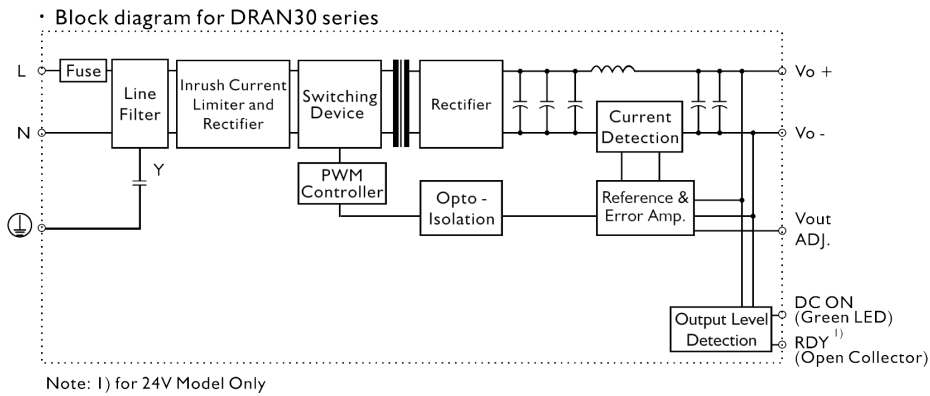 · Block diagram for DRAN30 series
L
Fuse
N
Line
Filter
Inrush Current
Limiter and
Rectifier
Switching
Device
Rectifier
Current
Detection
Vo +
Vo -
Y
PWM
Controller
Opto -
Isolation
Reference &
Error Amp.
Vout
ADJ.
Output Level
Detection
DC ON
(Green LED)
RDY 1)
(Open Collector)
Note: 1) for 24V Model Only